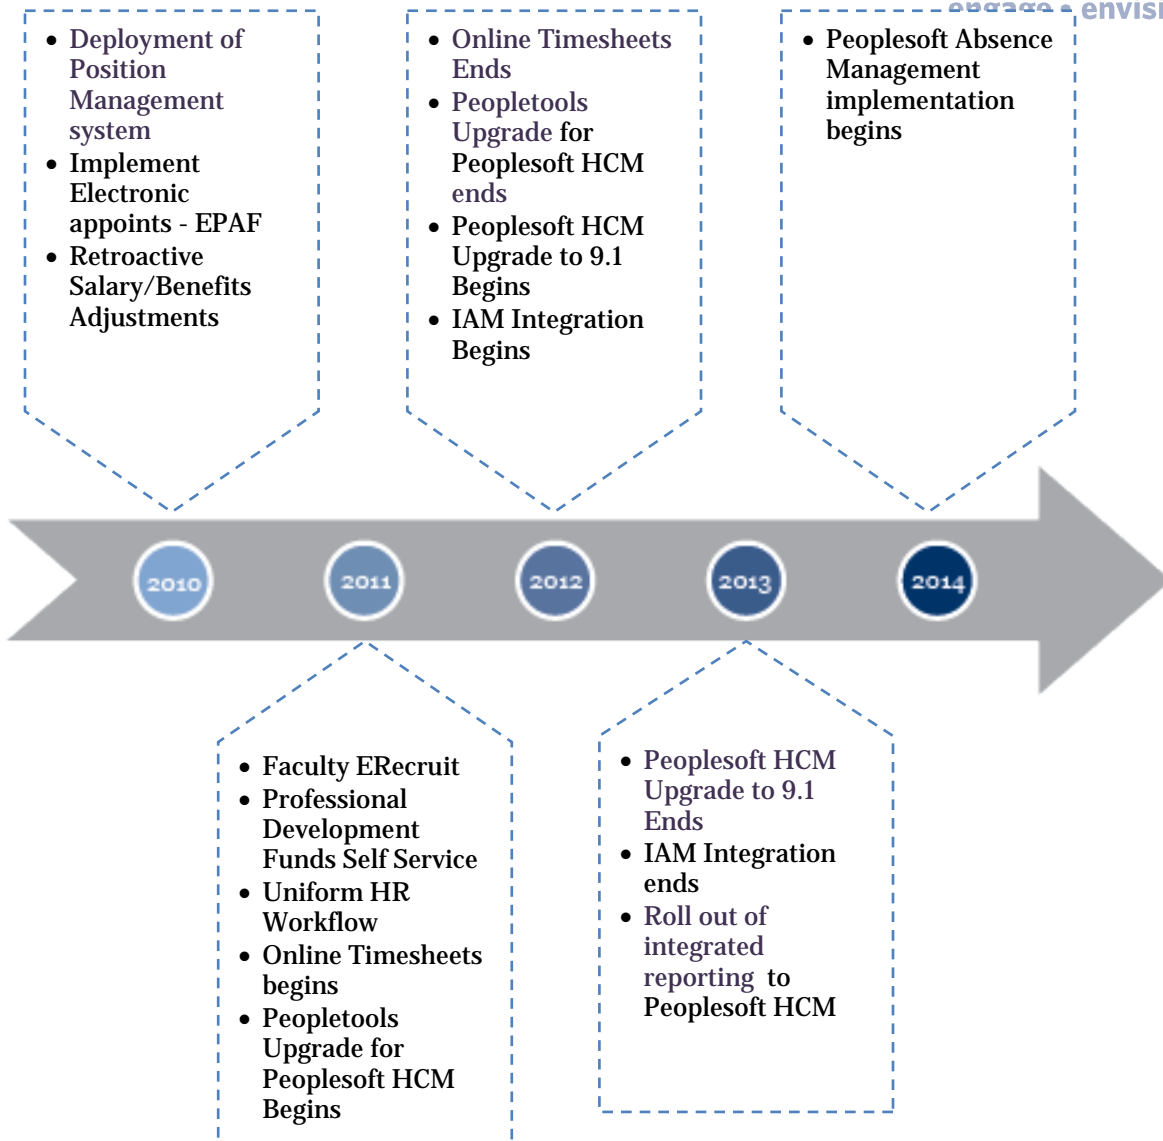 engage • envis
• Deployment of
Position
Management
system
• Implement
Electronic
appoints - EPAF
• Retroactive
Salary/Benefits
Adjustments
• Online Timesheets
Ends
• Peopletools
Upgrade for
Peoplesoft HCM
ends
• Peoplesoft HCM
Upgrade to 9.1
Begins
• IAM Integration
Begins
• Peoplesoft Absence
Management
implementation
begins
2010
2011
2012
2013
2014
• Faculty ERecruit
• Professional
Development
Funds Self Service
• Uniform HR
Workflow
• Online Timesheets
begins
• Peopletools
Upgrade for
Peoplesoft HCM
Begins
• Peoplesoft HCM
Upgrade to 9.1
Ends
• IAM Integration
ends
• Roll out of
integrated
reporting to
Peoplesoft HCM